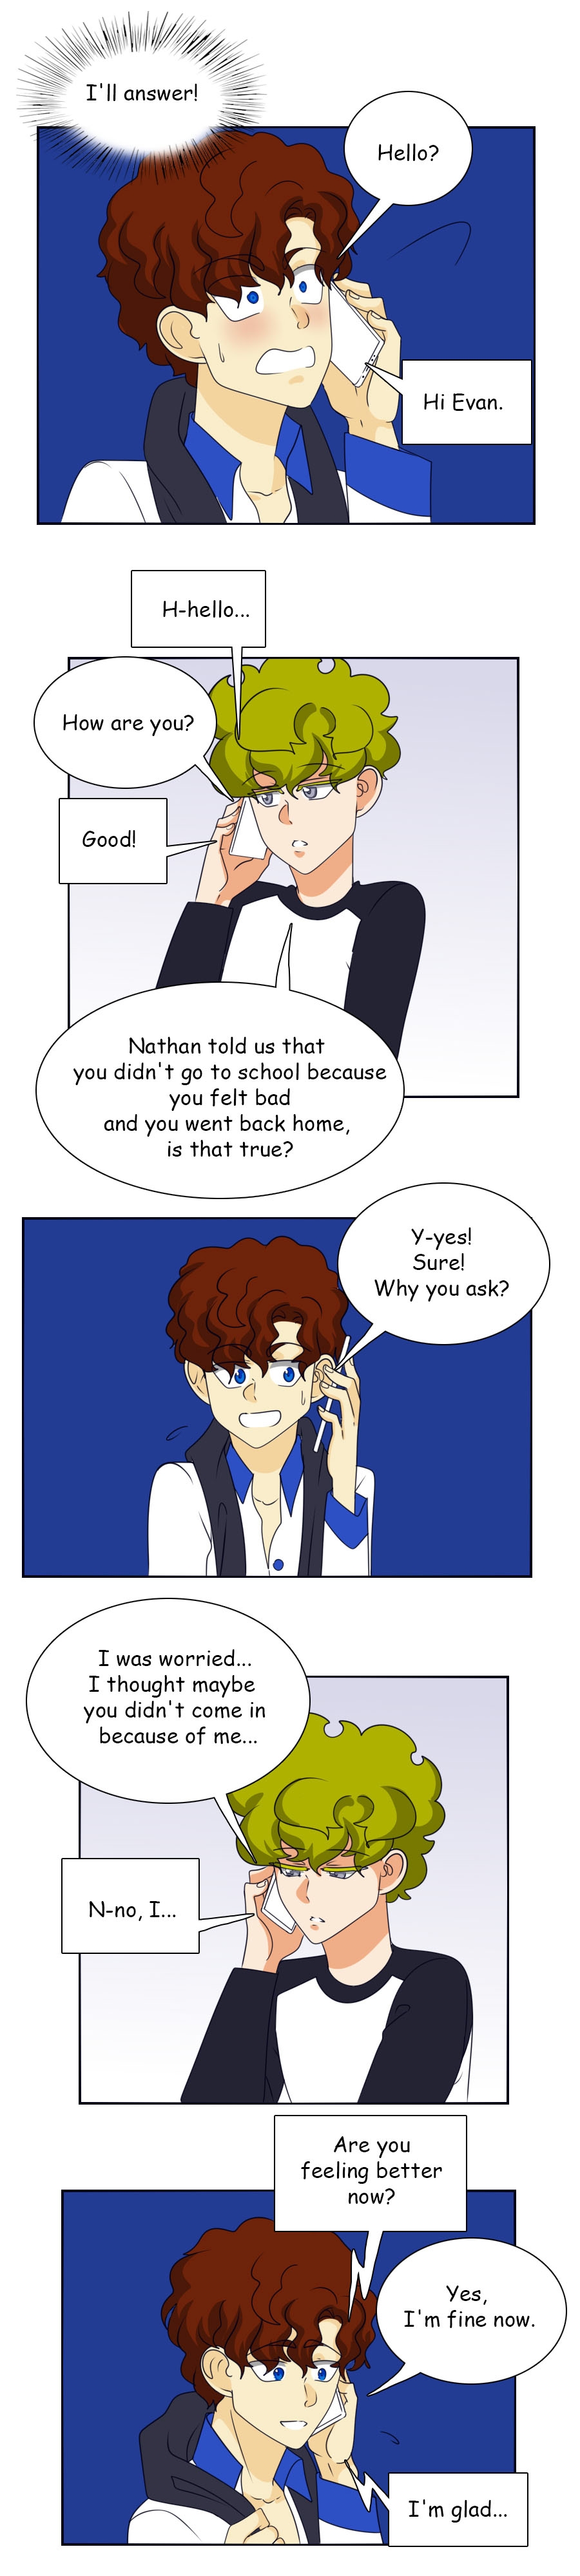 I'll answer!
Hello?
Hi Evan.
H-hello...
How are you?
Good!
Nathan told us that
you didn't go to school because
you felt bad
and you went back home,
is that true?
Y-yes!
Sure!
Why you ask?
I was worried...
I thought maybe
you didn't come in
because of me...
N-no, I...
Are you
feeling better
now?
Yes,
I'm fine now.
I'm glad...